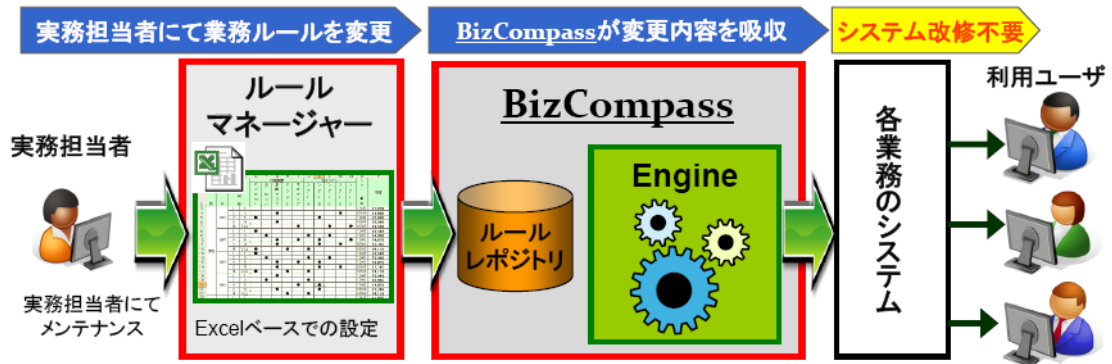 実務担当者にて業務ルールを変更
BizCompassが変更内容を吸収
システム改修不要
実務担当者
実務担当者にて
メンテナンス
ルール
マネージャー
Excelベースでの設定
BizCompass
ルール
レポジトリ
Engine
各業務のシステム
利用ユーザ